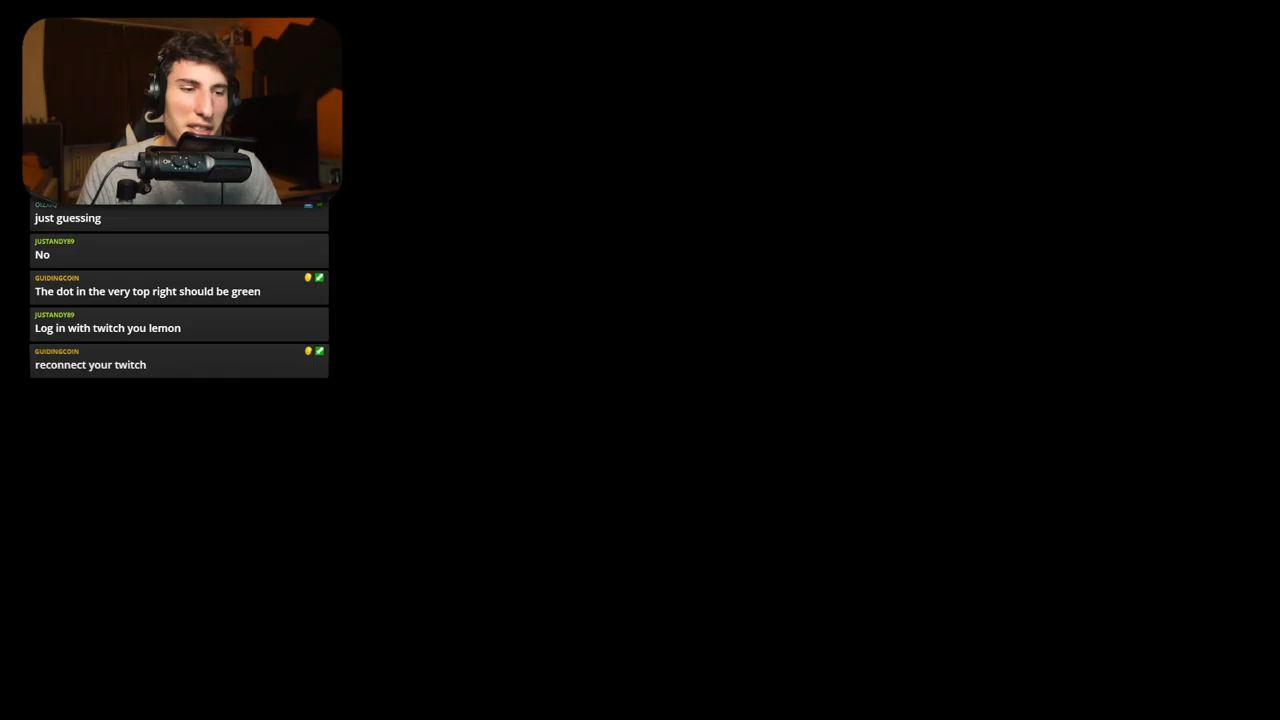 just guessing
JUSTANDY89
No
GUIDINGCOIN
The dot in the very top right should be green
JUSTANDY89
Log in with twitch you lemon
GUIDINGCOIN
reconnect your twitch